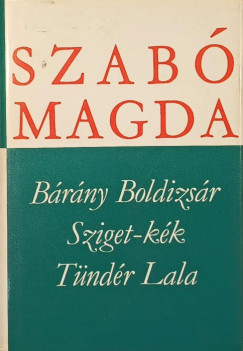 SZABÓ
MAGDA
Bárány Boldizsár
Sziget-kék
Tündér Lala